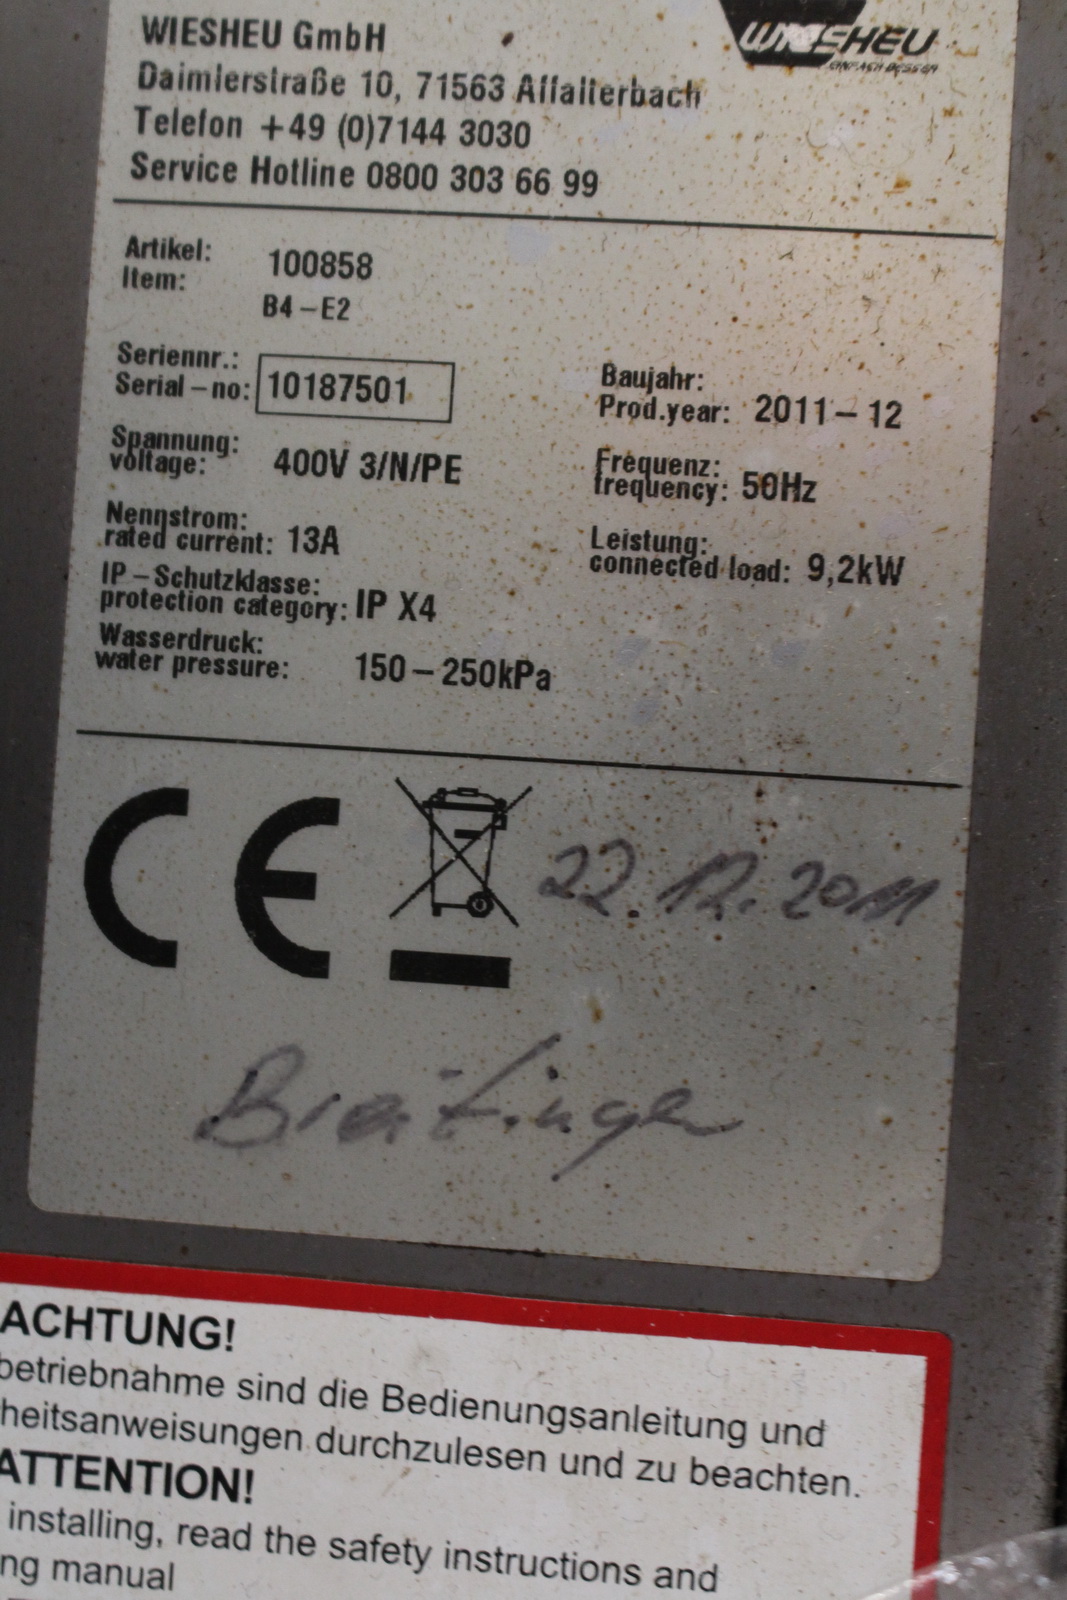 WIESHEU GmbH
WIESHEU
EINFACH BESSER
Daimlerstraße 10, 71563 Affalterbach
Telefon +49 (0)7144 3030
Service Hotline 0800 303 66 99
Artikel:
Item: 100858
B4-E2
Seriennr.:
Serial-no: 10187501
Baujahr:
Prod.year: 2011-12
Spannung:
voltage: 400V 3/N/PE
Frequenz:
frequency: 50Hz
Nennstrom:
rated current: 13A
Leistung:
connected load: 9,2kW
IP-Schutzklasse:
protection category: IP X4
Wasserdruck:
water pressure: 150-250kPa
CE
22.12.2011
Breitinger
ACHTUNG!
betriebnahme sind die Bedienungsanleitung und
heitsanweisungen durchzulesen und zu beachten.
ATTENTION!
installing, read the safety instructions and
ng manual